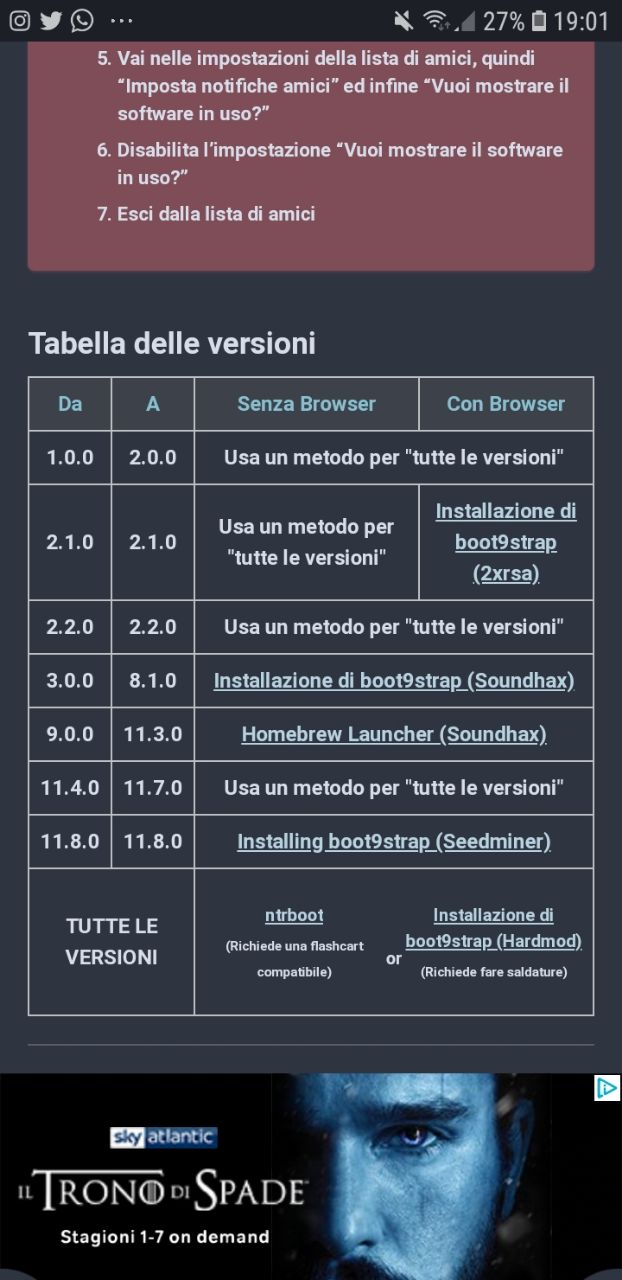 27% 19:01
5. Vai nelle impostazioni della lista di amici, quindi
“Imposta notifiche amici” ed infine “Vuoi mostrare il
software in uso?”
6. Disabilita l’impostazione “Vuoi mostrare il software
in uso?”
7. Esci dalla lista di amici
Tabella delle versioni
Da A Senza Browser Con Browser
1.0.0 2.0.0 Usa un metodo per "tutte le versioni"
2.1.0 2.1.0 Usa un metodo per
"tutte le versioni"
Installazione di
boot9strap
(2xrsa)
2.2.0 2.2.0 Usa un metodo per "tutte le versioni"
3.0.0 8.1.0 Installazione di boot9strap (Soundhax)
9.0.0 11.3.0 Homebrew Launcher (Soundhax)
11.4.0 11.7.0 Usa un metodo per "tutte le versioni"
11.8.0 11.8.0 Installing boot9strap (Seedminer)
TUTTE LE
VERSIONI
ntrboot
(Richiede una flashcart
compatibile)
or
Installazione di
boot9strap (Hardmod)
(Richiede fare saldature)
sky atlantic
IL TRONO DI SPADE
Stagioni 1-7 on demand